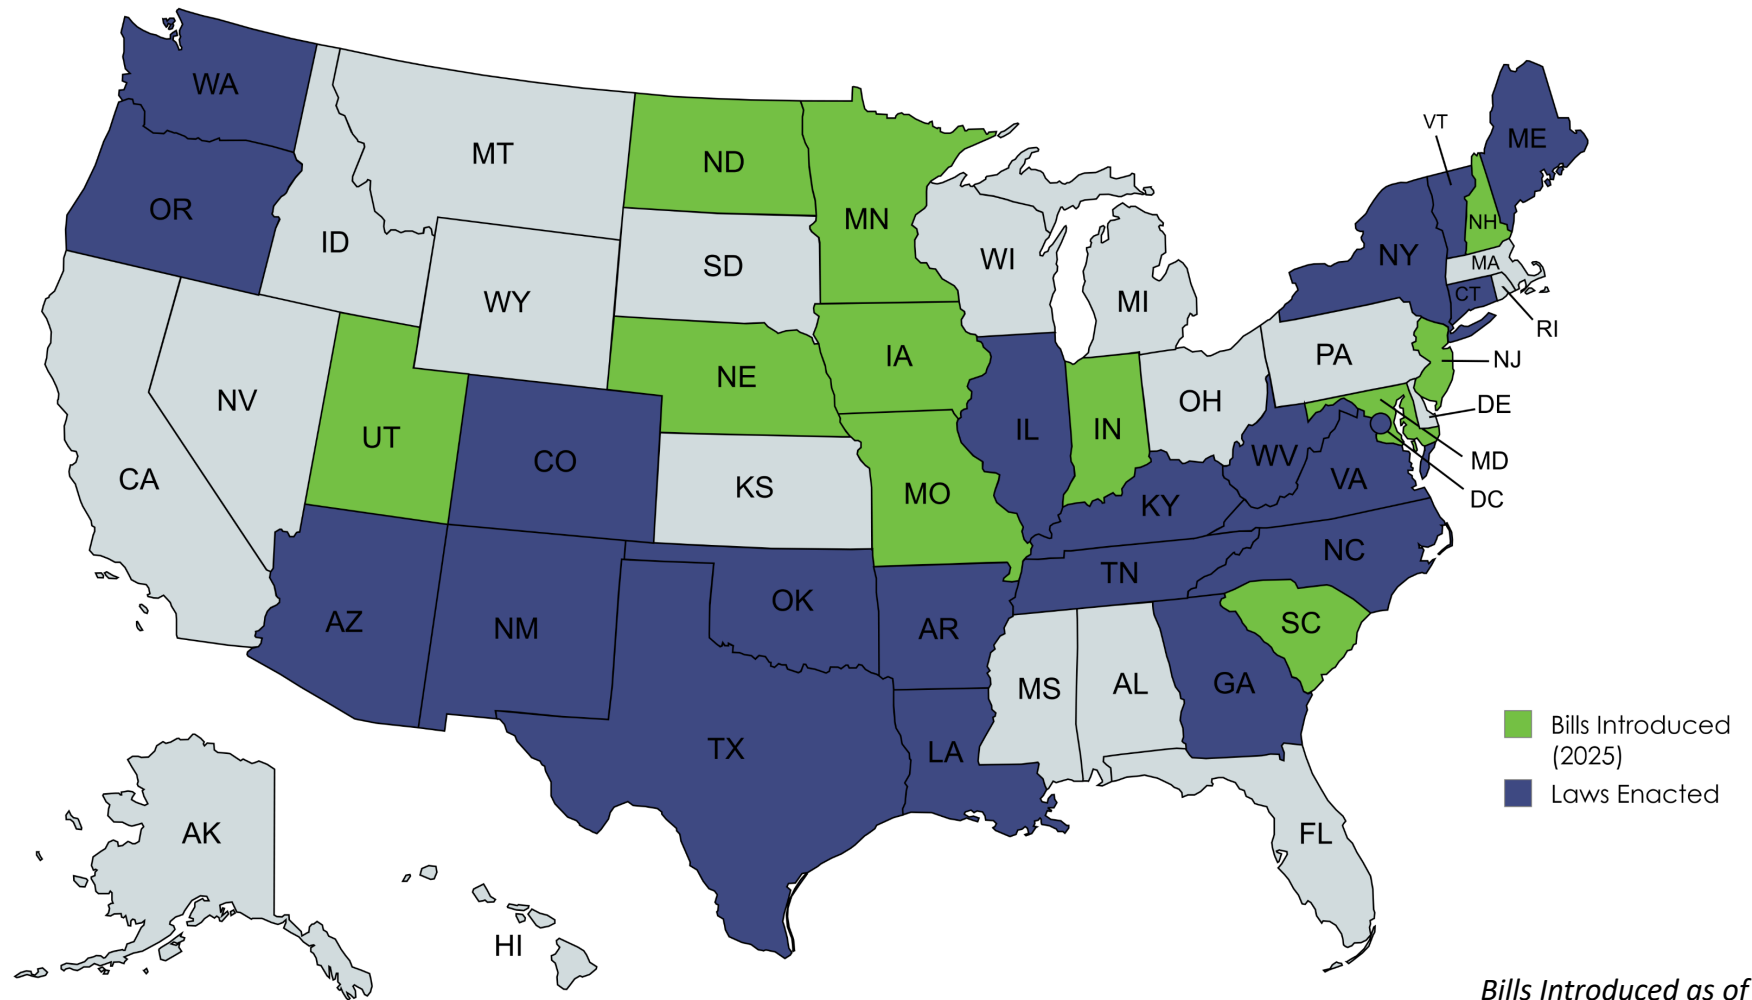 WA
MT
ND
MN
VT
ME
OR
ID
SD
WI
MI
NY
NH
MA
CT
RI
WY
NE
IA
PA
NJ
NV
UT
CO
IL
IN
OH
DE
MD
DC
WV
VA
KY
CA
KS
MO
NC
TN
AZ
NM
OK
AR
SC
MS
AL
GA
TX
LA
FL
AK
HI
Bills Introduced
(2025)
Laws Enacted
Bills Introduced as of